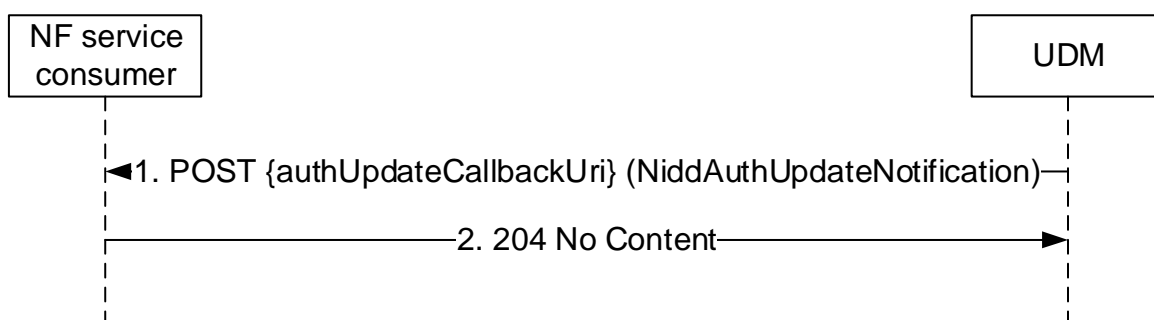 NF service
consumer
UDM
1. POST {authUpdateCallbackUri} (NiddAuthUpdateNotification)
2. 204 No Content